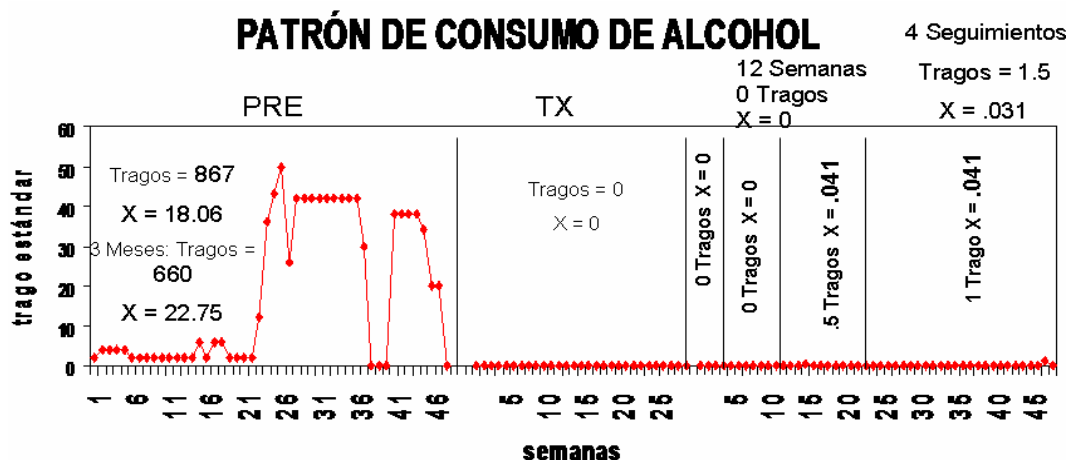 PATRÓN DE CONSUMO DE ALCOHOL
4 Seguimientos
Tragos = 1.5
X = .031
12 Semanas
0 Tragos
X = 0
PRE
TX
60
50
40
30
20
10
0
trago estándar
Tragos = 867
X = 18.06
3 Meses: Tragos =
660
X = 22.75
Tragos = 0
X = 0
0 Tragos X = 0
0 Tragos X = 0
.5 Tragos X = .041
1 Trago X = .041
1 6 11 16 21 26 31 36 41 46 5 10 15 20 25 5 10 15 20 25 30 35 40 45
semanas